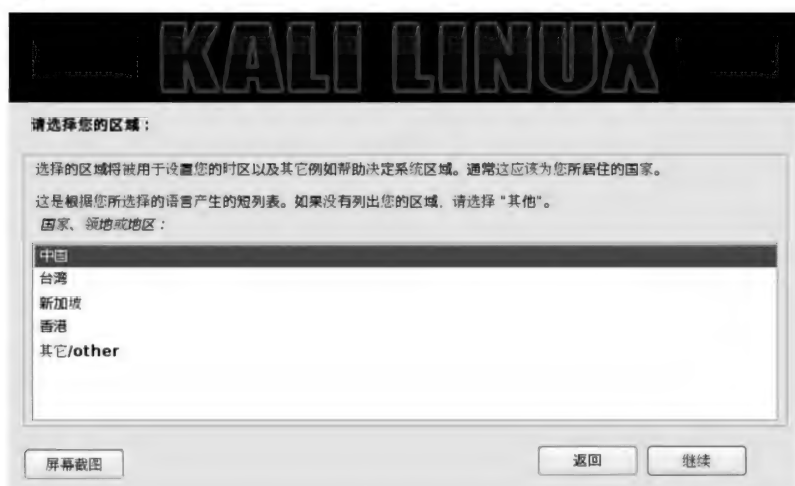 KALI LINUX
请选择您的区域：
选择的区域将被用于设置您的时区以及其它例如帮助决定系统区域。通常这应该为您所居住的国家。
这是根据您所选择的语言产生的短列表。如果没有列出您的区域，请选择 "其他"。
国家、领地或地区：
中国
台湾
新加坡
香港
其它/other
屏幕截图 返回 继续